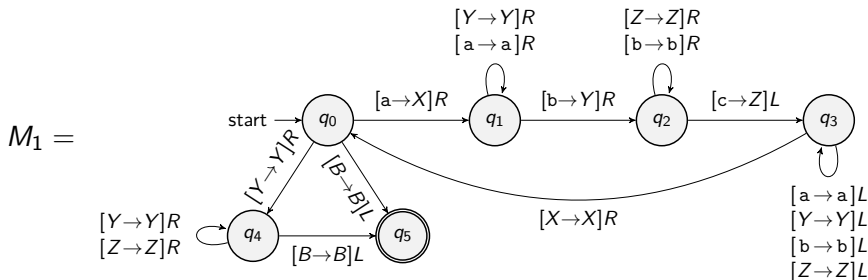 [Y→Y]R
[a→a]R
[Z→Z]R
[b→b]R
M₁ =
start
q₀
[a→X]R
q₁
[b→Y]R
q₂
[c→Z]L
q₃
[Y→Y]R
[B→B]L
[X→X]R
[a→a]L
[Y→Y]L
[b→b]L
[Z→Z]L
[Y→Y]R
[Z→Z]R
q₄
[B→B]L
q₅